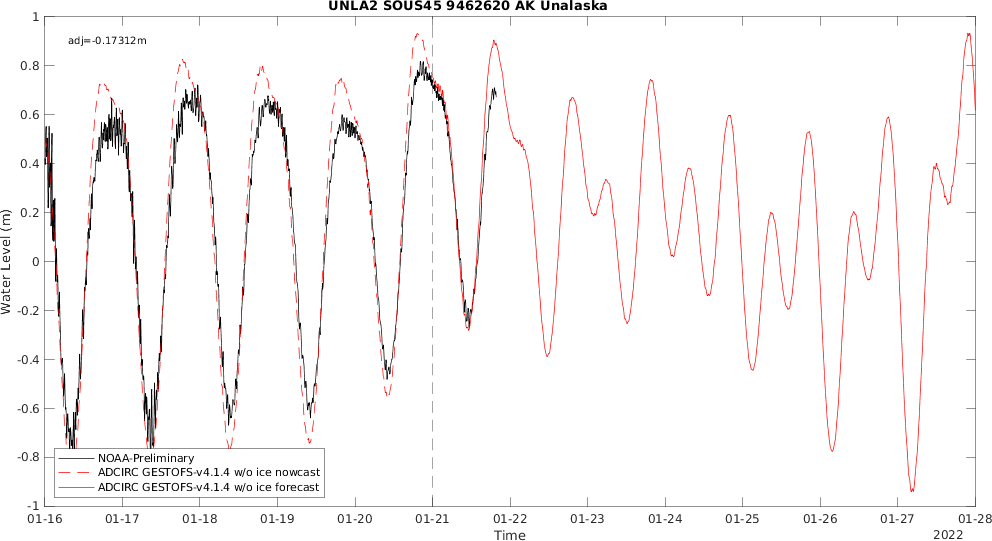 UNLA2 SOUS45 9462620 AK Unalaska
adj=-0.17312m
1
0.8
0.6
0.4
0.2
0
-0.2
-0.4
-0.6
-0.8
-1
Water Level (m)
NOAA-Preliminary
ADCIRC GESTOFS-v4.1.4 w/o ice nowcast
ADCIRC GESTOFS-v4.1.4 w/o ice forecast
01-16 01-17 01-18 01-19 01-20 01-21 01-22 01-23 01-24 01-25 01-26 01-27 01-28
Time
2022